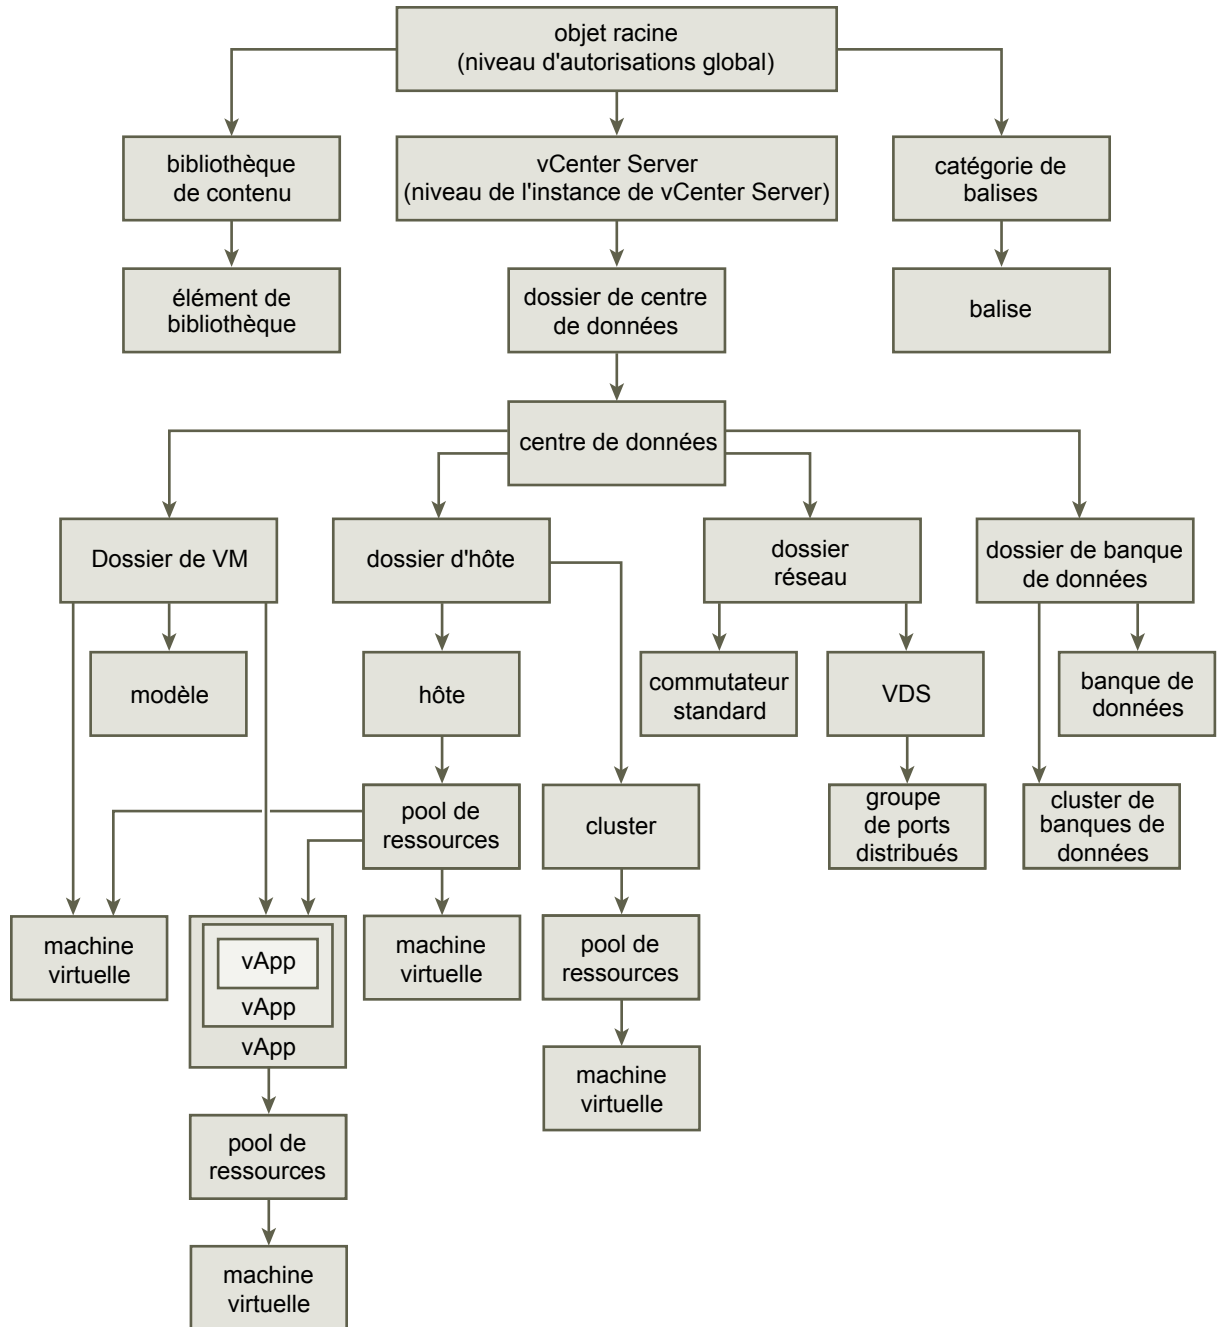 objet racine
(niveau d'autorisations global)
bibliothèque
de contenu
vCenter Server
(niveau de l'instance de vCenter Server)
catégorie de
balises
élément de
bibliothèque
dossier de centre
de données
balise
centre de données
Dossier de VM
dossier d'hôte
dossier
réseau
dossier de banque
de données
modèle
hôte
commutateur
standard
VDS
banque de
données
pool de
ressources
cluster
groupe
de ports
distribués
cluster de
banques de
données
machine
virtuelle
vApp
vApp
vApp
machine
virtuelle
pool de
ressources
machine
virtuelle
pool de
ressources
machine
virtuelle